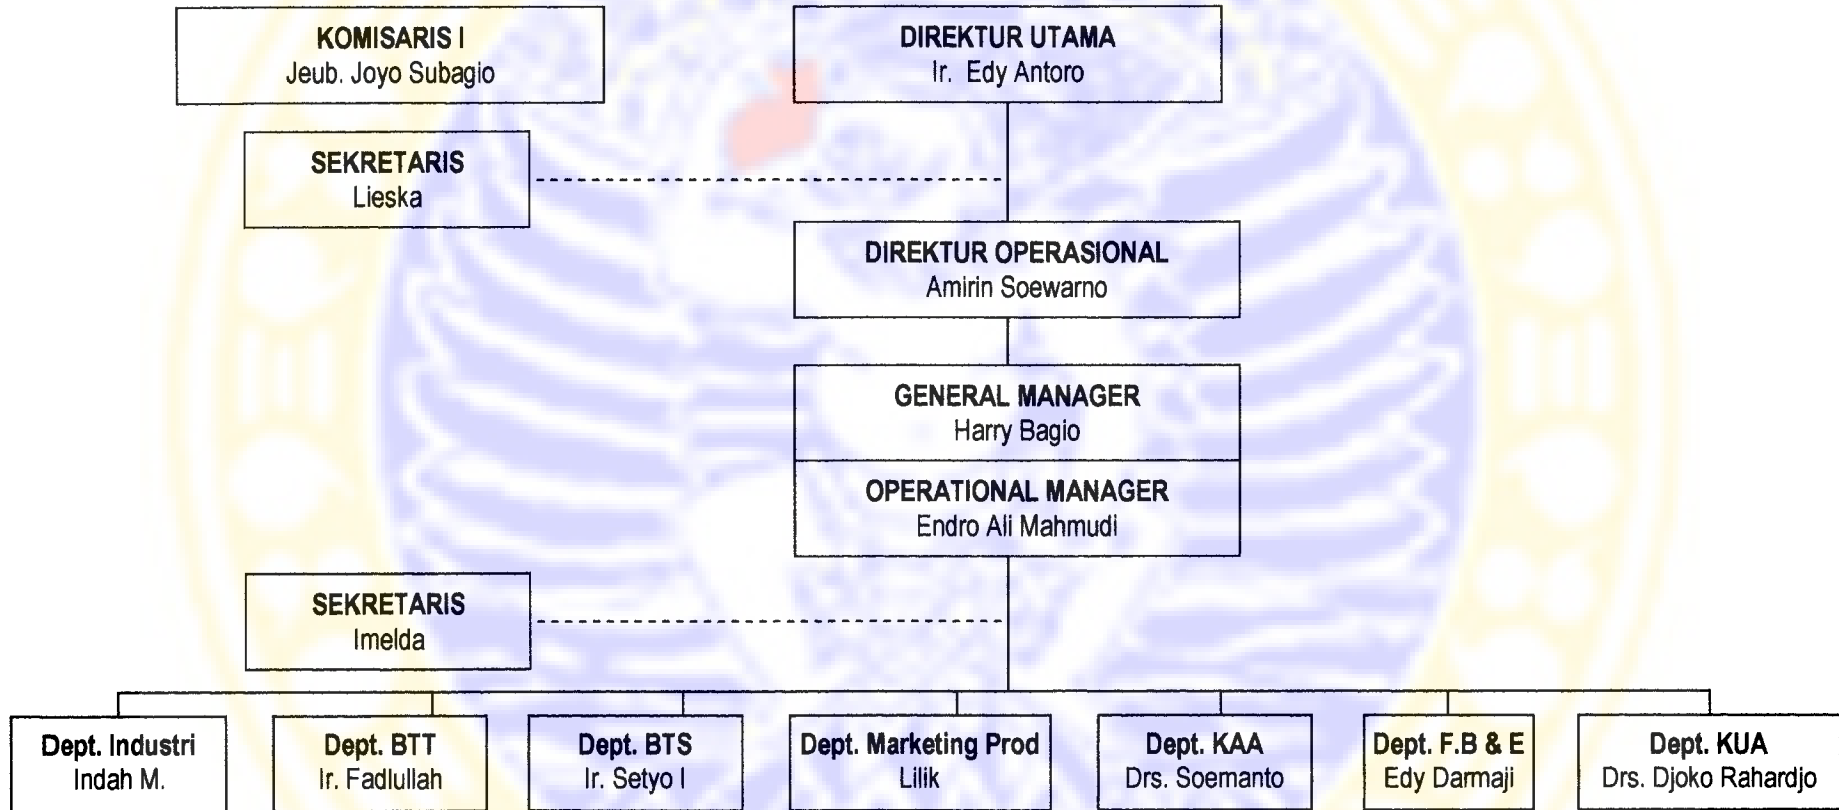 KOMISARIS I
Jeub. Joyo Subagio
DIREKTUR UTAMA
Ir. Edy Antoro
SEKRETARIS
Lieska
DIREKTUR OPERASIONAL
Amirin Soewarno
GENERAL MANAGER
Harry Bagio
OPERATIONAL MANAGER
Endro Ali Mahmudi
SEKRETARIS
Imelda
Dept. Industri
Indah M.
Dept. BTT
Ir. Fadlullah
Dept. BTS
Ir. Setyo I
Dept. Marketing Prod
Lilik
Dept. KAA
Drs. Soemanto
Dept. F.B & E
Edy Darmaji
Dept. KUA
Drs. Djoko Rahardjo